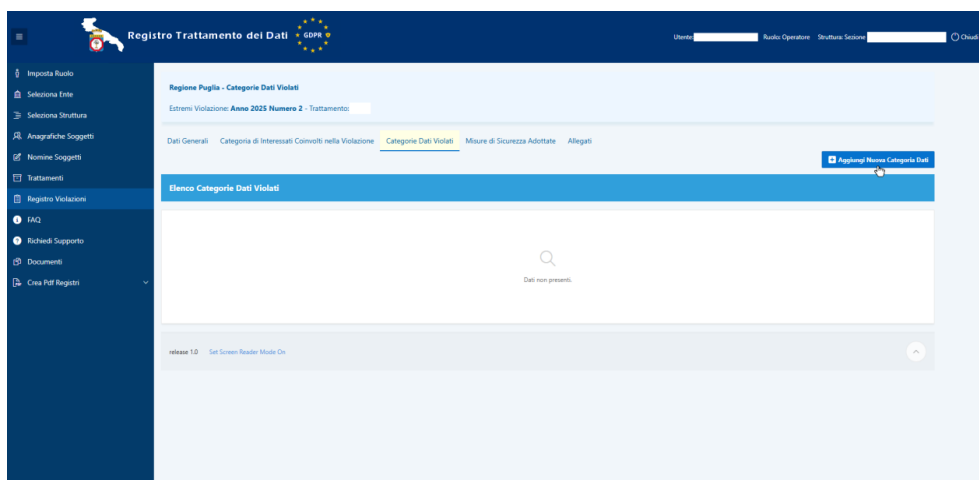 Registro Trattamento dei Dati GDPR
Utente: Ruolo: Operatore Struttura: Sezione Chiudi
Imposta Ruolo
Seleziona Ente
Seleziona Struttura
Anagrafiche Soggetti
Nomine Soggetti
Trattamenti
Registro Violazioni
FAQ
Richiedi Supporto
Documenti
Crea Pdf Registri
Regione Puglia - Categorie Dati Violati
Estremi Violazione: Anno 2025 Numero 2 - Trattamento:
Dati Generali Categoria di Interessati Coinvolti nella Violazione Categorie Dati Violati Misure di Sicurezza Adottate Allegati
Aggiungi Nuova Categoria Dati
Elenco Categorie Dati Violati
Dati non presenti.
release 1.0 Set Screen Reader Mode On